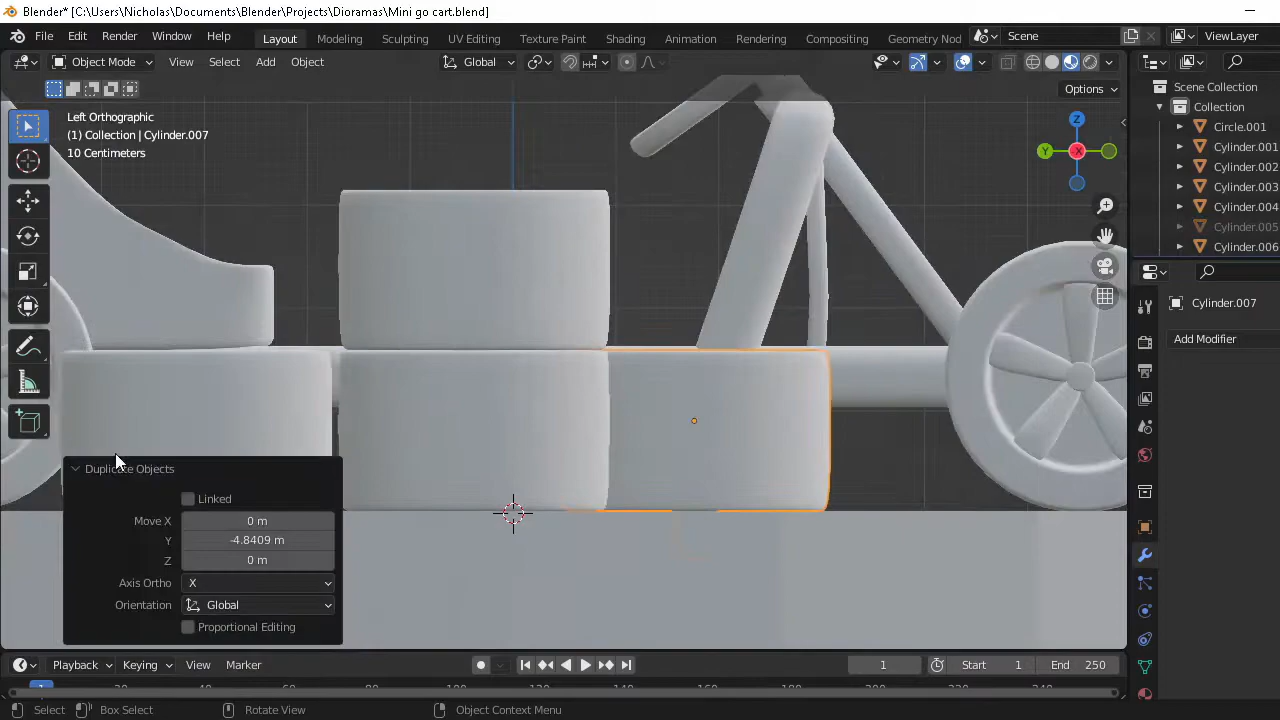 Blender* [C:\Users\Nicholas\Documents\Blender\Projects\Dioramas\Mini go cart.blend]
File Edit Render Window Help Layout Modeling Sculpting UV Editing Texture Paint Shading Animation Rendering Compositing Geometry Nod Scene ViewLayer
Object Mode View Select Add Object Global
Options
Left Orthographic
(1) Collection | Cylinder.007
10 Centimeters
Z
Y
X
Scene Collection
Collection
Circle.001
Cylinder.001
Cylinder.002
Cylinder.003
Cylinder.004
Cylinder.005
Cylinder.006
Cylinder.007
Add Modifier
Duplicate Objects
Linked
Move X 0 m
Y -4.8409 m
Z 0 m
Axis Ortho X
Orientation Global
Proportional Editing
Playback Keying View Marker 1 Start 1 End 250
Select Box Select Rotate View Object Context Menu